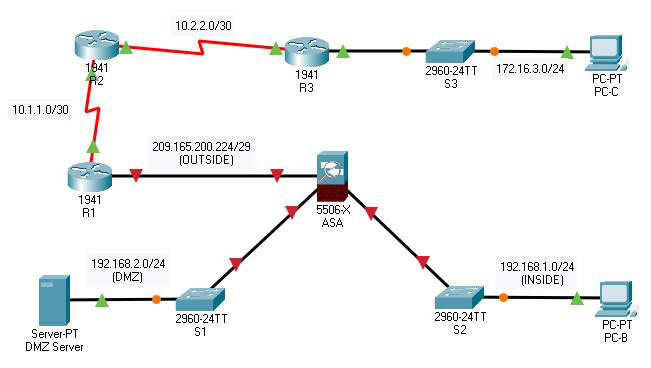 10.2.2.0/30
1941
R2
1941
R3
2960-24TT
S3
172.16.3.0/24
PC-PT
PC-C
10.1.1.0/30
209.165.200.224/29
(OUTSIDE)
1941
R1
5506-X
ASA
192.168.2.0/24
(DMZ)
192.168.1.0/24
(INSIDE)
Server-PT
DMZ Server
2960-24TT
S1
2960-24TT
S2
PC-PT
PC-B